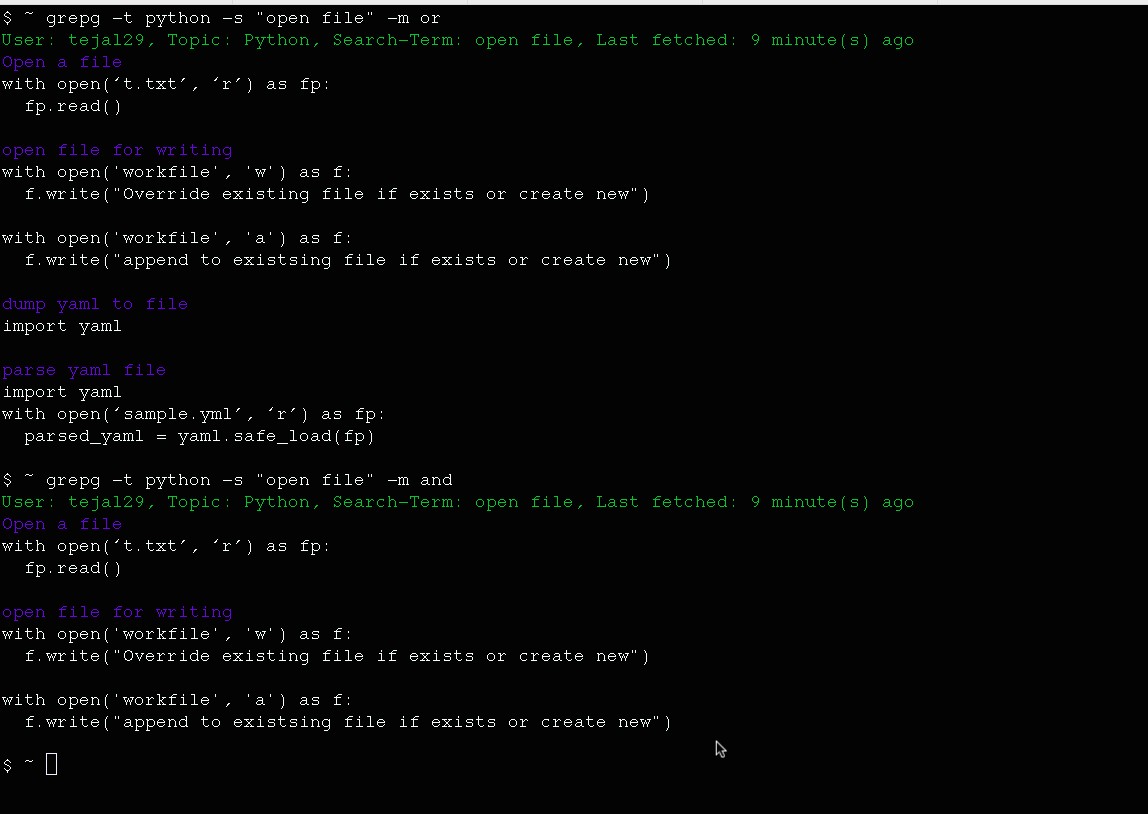 $ ~ grepg -t python -s "open file" -m or
User: tejal29, Topic: Python, Search-Term: open file, Last fetched: 9 minute(s) ago
Open a file
with open(‘t.txt’, ‘r’) as fp:
  fp.read()

open file for writing
with open('workfile', 'w') as f:
  f.write("Override existing file if exists or create new")

with open('workfile', 'a') as f:
  f.write("append to existsing file if exists or create new")

dump yaml to file
import yaml

parse yaml file
import yaml
with open(‘sample.yml’, ‘r’) as fp:
  parsed_yaml = yaml.safe_load(fp)

$ ~ grepg -t python -s "open file" -m and
User: tejal29, Topic: Python, Search-Term: open file, Last fetched: 9 minute(s) ago
Open a file
with open(‘t.txt’, ‘r’) as fp:
  fp.read()

open file for writing
with open('workfile', 'w') as f:
  f.write("Override existing file if exists or create new")

with open('workfile', 'a') as f:
  f.write("append to existsing file if exists or create new")

$ ~